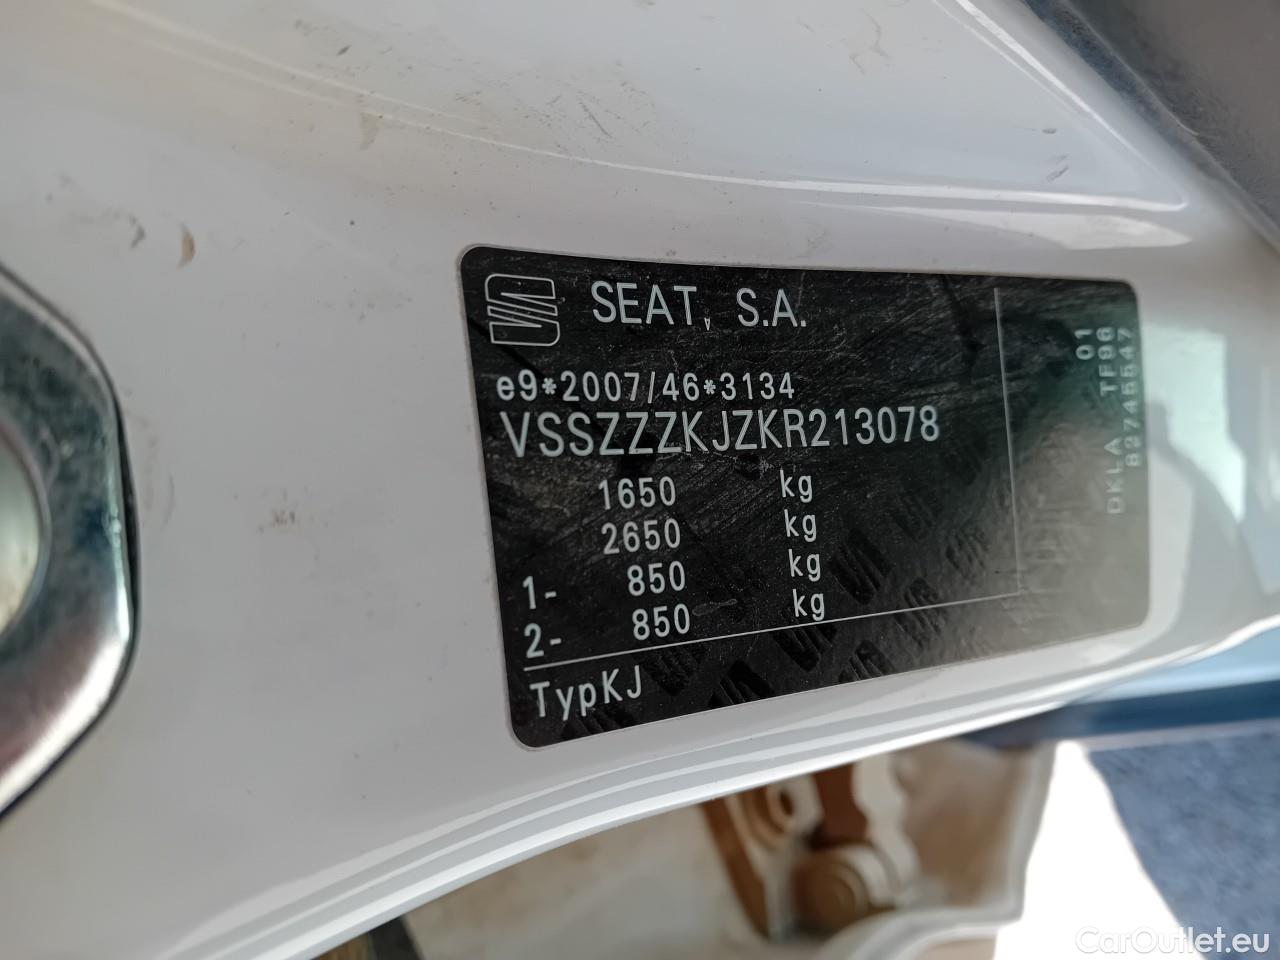 SEAT, S.A.
e9*2007/46*3134
VSSZZZKJZKR213078
1650 kg
2650 kg
1- 850 kg
2- 850 kg
TypKJ
01
DKLA TF96
82745547
CarOutlet.eu